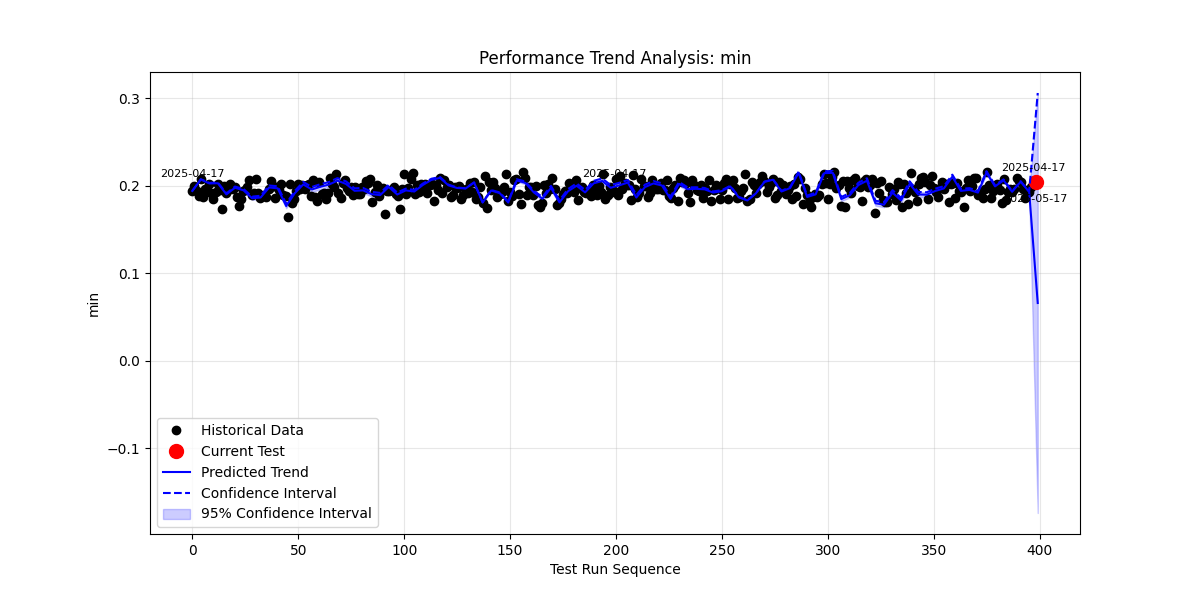 Performance Trend Analysis: min
0.3
0.2
0.1
0.0
−0.1
min
2025-04-17
2025-04-17
2025-04-17
2025-05-17
Historical Data
Current Test
Predicted Trend
Confidence Interval
95% Confidence Interval
0
50
100
150
200
250
300
350
400
Test Run Sequence